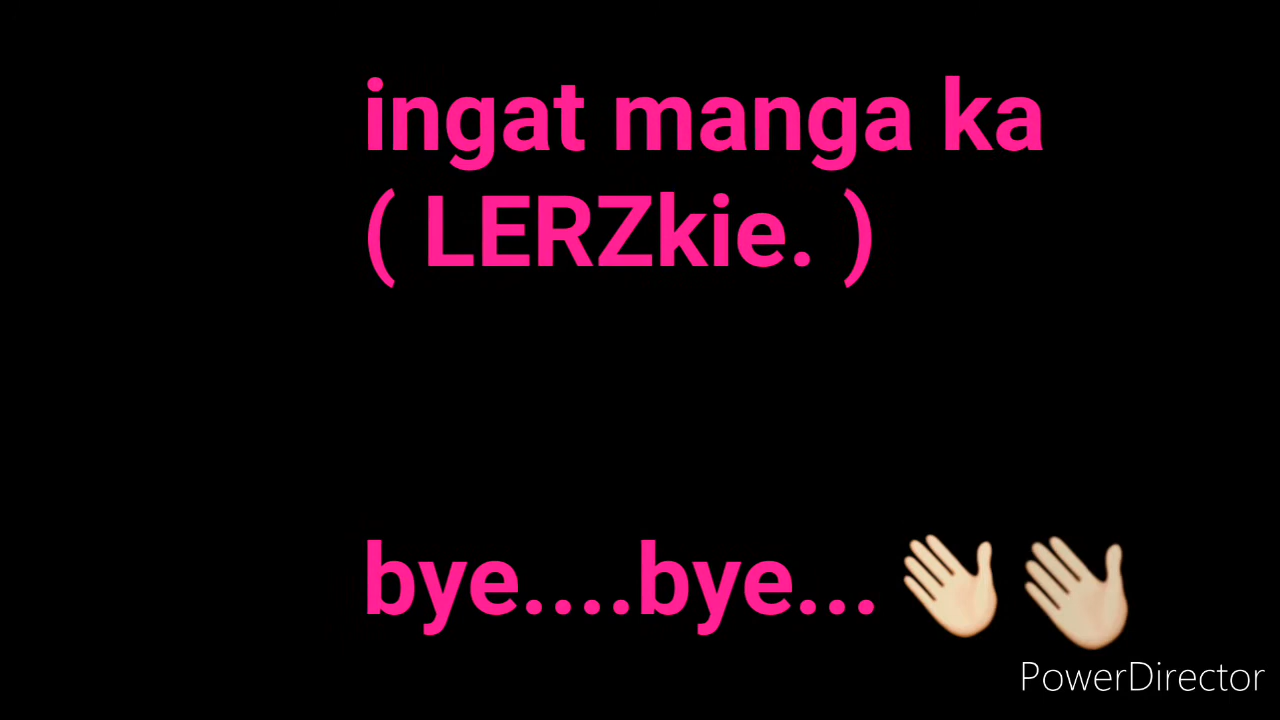 ingat manga ka
( LERZkie. )
bye....bye...👋🏻👋🏻
PowerDirector